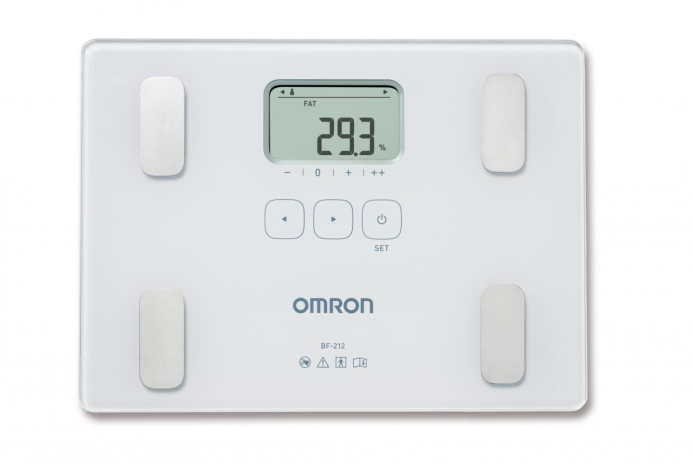 FAT
29.3 %
− | 0 | + | ++
SET
OMRON
BF-212